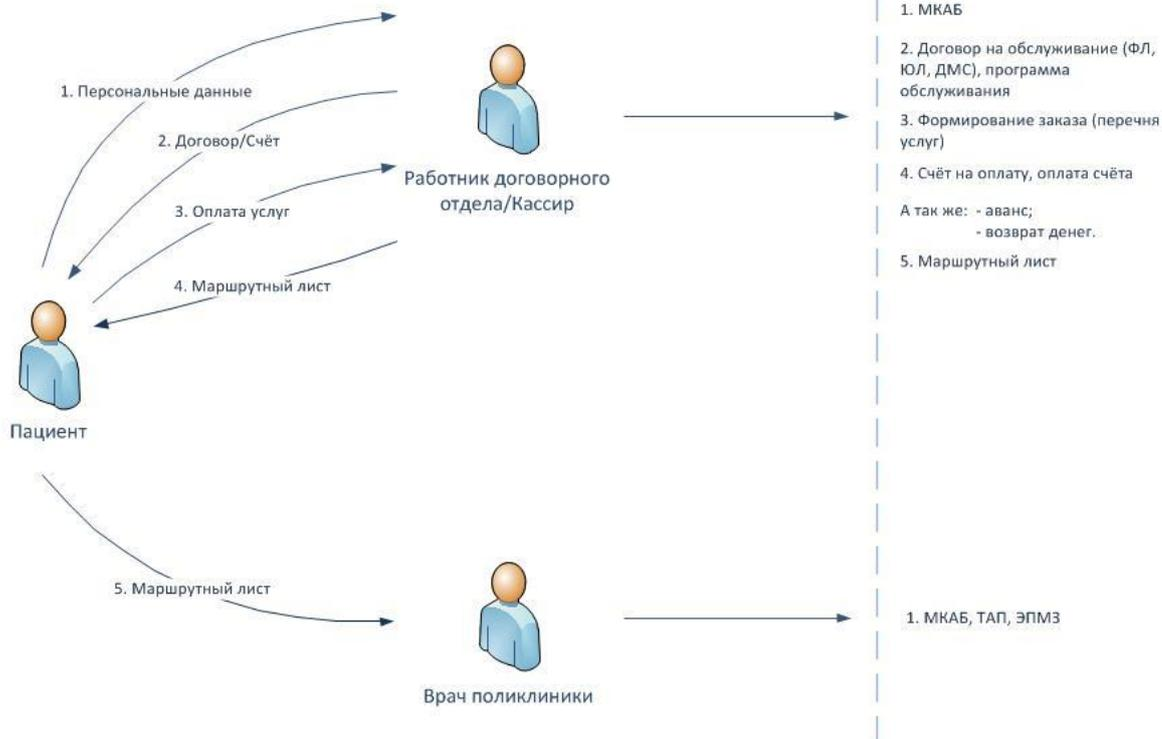 1. Персональные данные
2. Договор/Счёт
3. Оплата услуг
4. Маршрутный лист
Работник договорного
отдела/Кассир
Пациент
5. Маршрутный лист
Врач поликлиники
1. МКАБ
2. Договор на обслуживание (ФЛ,
ЮЛ, ДМС), программа
обслуживания
3. Формирование заказа (перечня
услуг)
4. Счёт на оплату, оплата счёта
А так же: - аванс;
- возврат денег.
5. Маршрутный лист
1. МКАБ, ТАП, ЭПМЗ